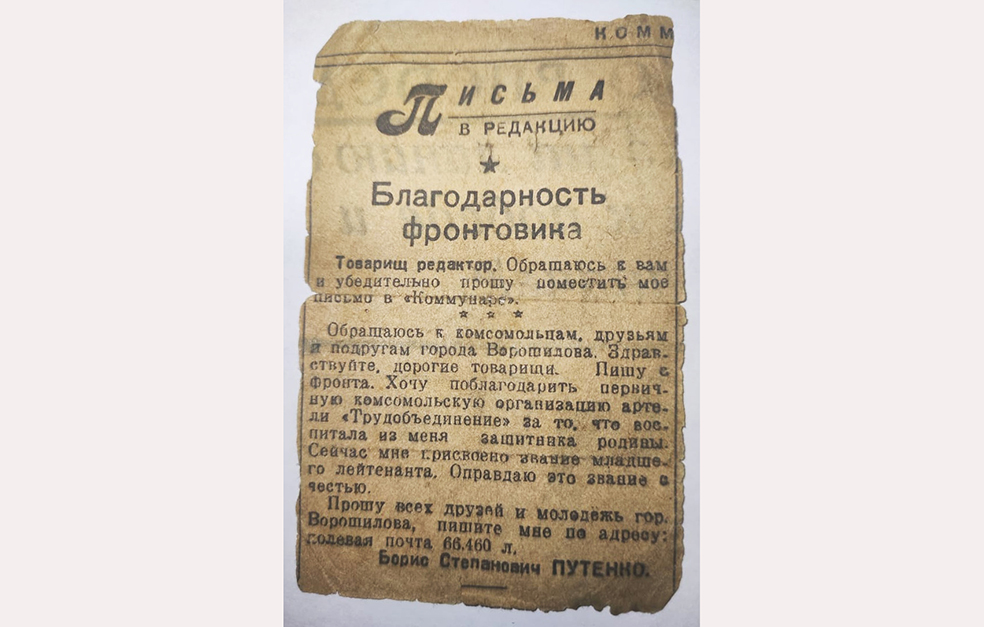 КОММ
ПИСЬМА
В РЕДАКЦИЮ
Благодарность
фронтовика
Товарищ редактор. Обращаюсь к вам
и убедительно прошу поместить мое
письмо в «Коммунаре».
* * *
Обращаюсь к комсомольцам, друзьям
и подругам города Ворошилова. Здрав-
ствуйте, дорогие товарищи. Пишу с
фронта. Хочу поблагодарить первич-
ную комсомольскую организацию арте-
ли «Трудобъединение» за то, что вос-
питала из меня защитника родины.
Сейчас мне присвоено звание младше-
го лейтенанта. Оправдаю это звание с
честью.
Прошу всех друзей и молодежь гор.
Ворошилова, пишите мне по адресу:
полевая почта 66.460 л.
Борис Степанович ПУТЕНКО.